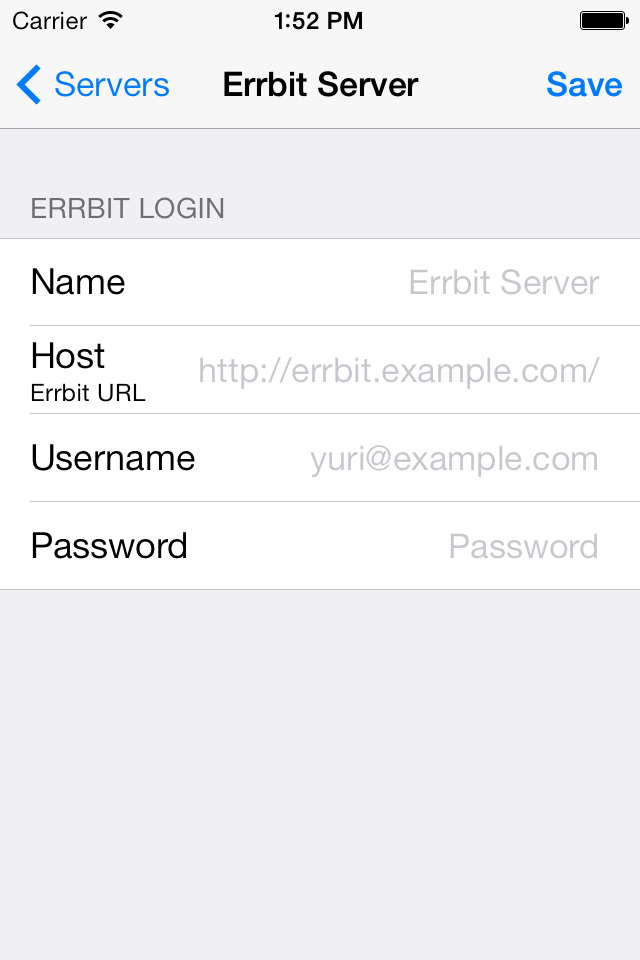 Carrier 1:52 PM
Servers Errbit Server Save
ERRBIT LOGIN
Name Errbit Server
Host http://errbit.example.com/
Errbit URL
Username yuri@example.com
Password Password